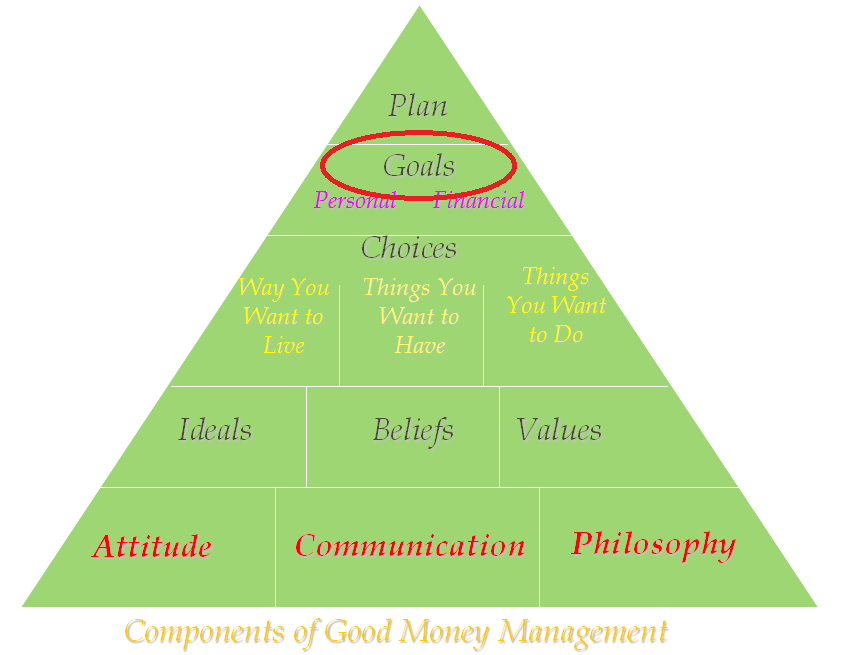 Plan
Goals
Personal Financial
Choices
Way You
Want to
Live
Things You
Want to
Have
Things
You Want
to Do
Ideals Beliefs Values
Attitude Communication Philosophy
Components of Good Money Management